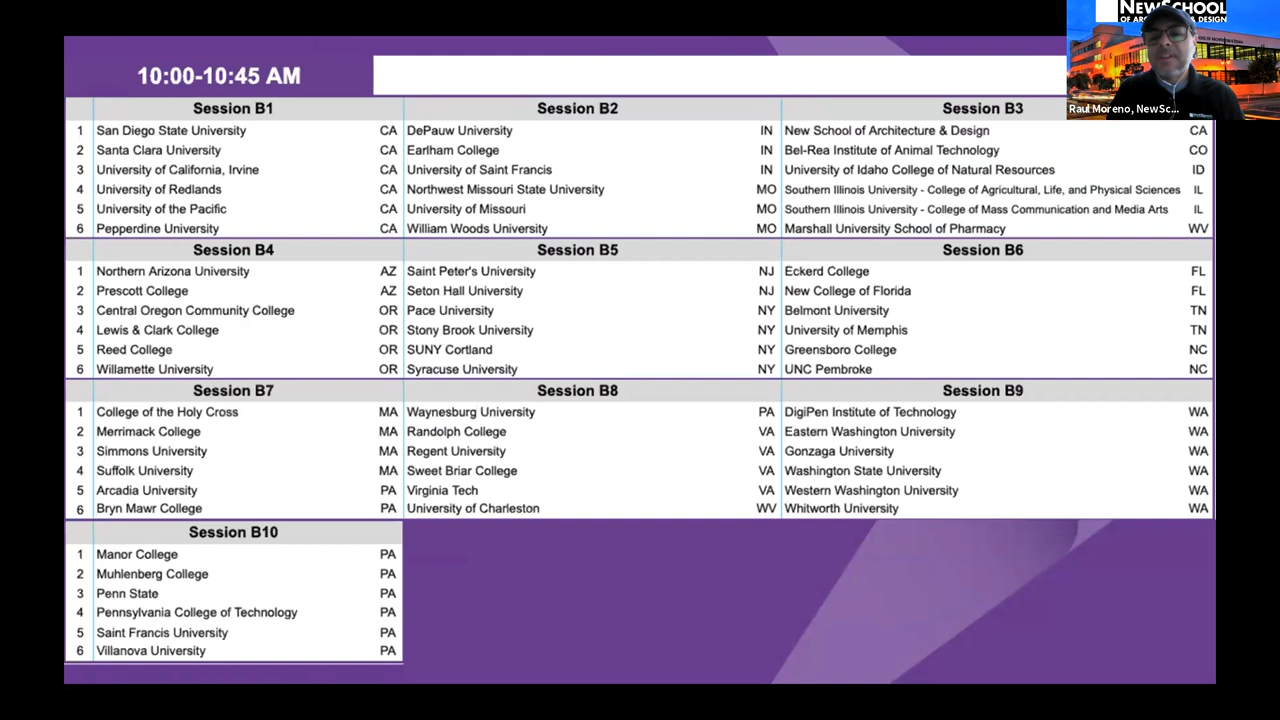 NEWSCHOOL
OF ARCHITECTURE & DESIGN
Raul Moreno, NewSc...
10:00-10:45 AM
Session B1
1 San Diego State University CA
2 Santa Clara University CA
3 University of California, Irvine CA
4 University of Redlands CA
5 University of the Pacific CA
6 Pepperdine University CA
Session B2
DePauw University IN
Earlham College IN
University of Saint Francis IN
Northwest Missouri State University MO
University of Missouri MO
William Woods University MO
Session B3
New School of Architecture & Design CA
Bel-Rea Institute of Animal Technology CO
University of Idaho College of Natural Resources ID
Southern Illinois University - College of Agricultural, Life, and Physical Sciences IL
Southern Illinois University - College of Mass Communication and Media Arts IL
Marshall University School of Pharmacy WV
Session B4
1 Northern Arizona University AZ
2 Prescott College AZ
3 Central Oregon Community College OR
4 Lewis & Clark College OR
5 Reed College OR
6 Willamette University OR
Session B5
Saint Peter's University NJ
Seton Hall University NJ
Pace University NY
Stony Brook University NY
SUNY Cortland NY
Syracuse University NY
Session B6
Eckerd College FL
New College of Florida FL
Belmont University TN
University of Memphis TN
Greensboro College NC
UNC Pembroke NC
Session B7
1 College of the Holy Cross MA
2 Merrimack College MA
3 Simmons University MA
4 Suffolk University MA
5 Arcadia University PA
6 Bryn Mawr College PA
Session B8
Waynesburg University PA
Randolph College VA
Regent University VA
Sweet Briar College VA
Virginia Tech VA
University of Charleston WV
Session B9
DigiPen Institute of Technology WA
Eastern Washington University WA
Gonzaga University WA
Washington State University WA
Western Washington University WA
Whitworth University WA
Session B10
1 Manor College PA
2 Muhlenberg College PA
3 Penn State PA
4 Pennsylvania College of Technology PA
5 Saint Francis University PA
6 Villanova University PA